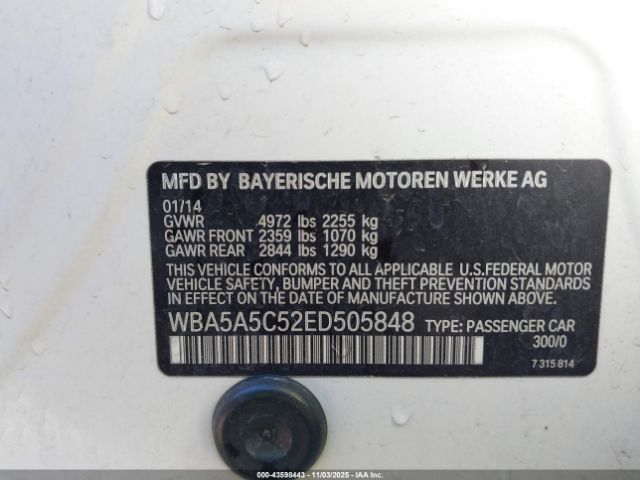 MFD BY BAYERISCHE MOTOREN WERKE AG
01/14
GVWR 4972 lbs 2255 kg
GAWR FRONT 2359 lbs 1070 kg
GAWR REAR 2844 lbs 1290 kg
THIS VEHICLE CONFORMS TO ALL APPLICABLE U.S.FEDERAL MOTOR
VEHICLE SAFETY, BUMPER AND THEFT PREVENTION STANDARDS
IN EFFECT ON THE DATE OF MANUFACTURE SHOWN ABOVE.
WBA5A5C52ED505848 TYPE: PASSENGER CAR
300/0
7 315 814
000-43598443 - 11/03/2025 - IAAI.COM